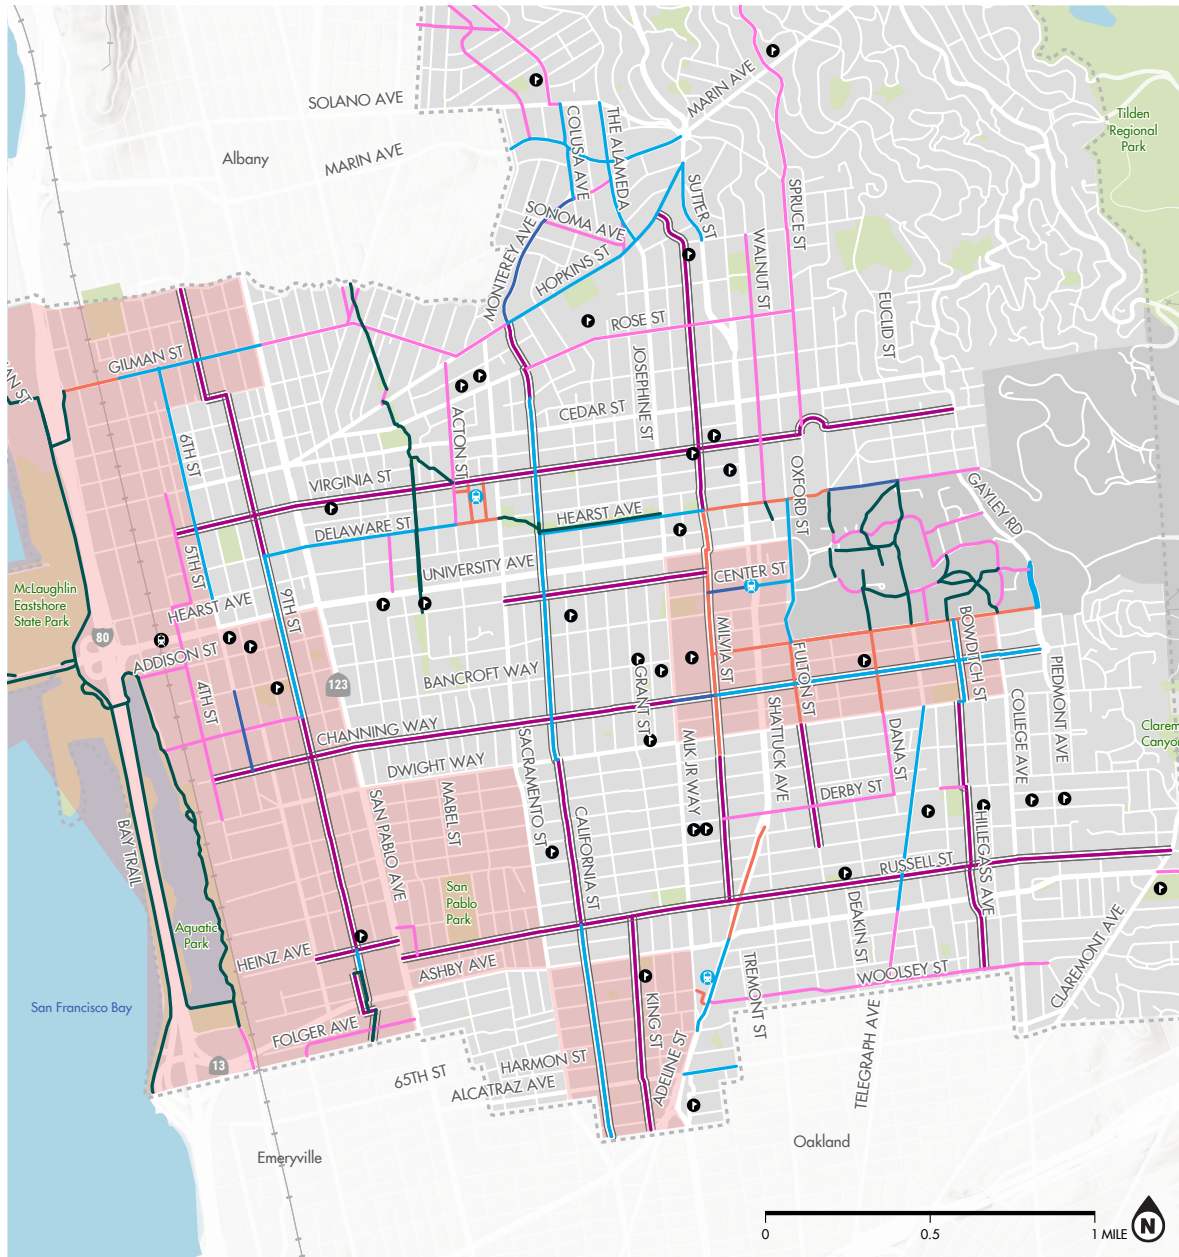 SOLANO AVE
MARIN AVE
Albany
MARIN AVE
COLUSA AVE
THE ALAMEDA
Tilden
Regional
Park
SUTTER ST
SPRUCE ST
SONOMA AVE
MONTEREY AVE
HOPKINS ST
WALNUT ST
EUCLID ST
ROSE ST
GILMAN ST
AN ST
JOSEPHINE ST
CEDAR ST
ACTON ST
6TH ST
VIRGINIA ST
OXFORD ST
GAYLEY RD
HEARST AVE
DELAWARE ST
5TH ST
UNIVERSITY AVE
CENTER ST
McLaughlin
Eastshore
State Park
9TH ST
HEARST AVE
80
ADDISON ST
MILVIA ST
BOWDITCH ST
FULTON ST
123
BANCROFT WAY
GRANT ST
4TH ST
PIEDMONT AVE
COLLEGE AVE
SHATTUCK AVE
DANA ST
Clarem
Canyo
CHANNING WAY
SACRAMENTO ST
MLK JR WAY
DWIGHT WAY
MABEL ST
SAN PABLO AVE
DERBY ST
BAY TRAIL
CALIFORNIA ST
HILLEGASS AVE
RUSSELL ST
San
Pablo
Park
DEAKIN ST
Aquatic
Park
CLAREMONT AVE
HEINZ AVE
ASHBY AVE
TREMONT ST
WOOLSEY ST
San Francisco Bay
KING ST
TELEGRAPH AVE
FOLGER AVE
13
HARMON ST
ADELINE ST
65TH ST
ALCATRAZ AVE
Emeryville
Oakland
0
0.5
1 MILE
N